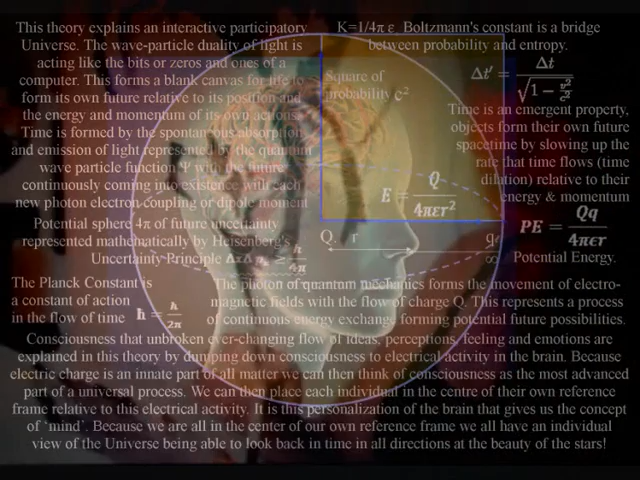 This theory explains an interactive participatory
Universe. The wave-particle duality of light is
acting like the bits or zeros and ones of a
computer. This forms a blank canvas for life to
form its own future relative to its position and
the energy and momentum of its own actions.
Time is formed by the spontaneous absorption
and emission of light represented by the quantum
wave particle function Ψ with the future
continuously coming into existence with each
new photon electron coupling or dipole moment
Potential sphere 4π of future uncertainty
represented mathematically by Heisenberg's
Uncertainty Principle ΔxΔ ≥ ħ/4π
The Planck Constant is
a constant of action
in the flow of time
ħ = h/2π
K=1/4π ε Boltzmann's constant is a bridge
between probability and entropy.
Square of
probability c²
Δt' = Δt/√(1 − v²/c²)
Time is an emergent property,
objects form their own future
spacetime by slowing up the
rate that time flows (time
dilation) relative to their
energy & momentum
E = Q/4πεr²
PE = Qq/4πεr
Q. r q
∞
Potential Energy.
The photon of quantum mechanics forms the movement of electro-
magnetic fields with the flow of charge Q. This represents a process
of continuous energy exchange forming potential future possibilities.
Consciousness that unbroken ever-changing flow of ideas, perceptions, feeling and emotions are
explained in this theory by dumping down consciousness to electrical activity in the brain. Because
electric charge is an innate part of all matter we can then think of consciousness as the most advanced
part of a universal process. We can then place each individual in the centre of their own reference
frame relative to this electrical activity. It is the personalization of the brain that gives us the concept
of ‘mind’. Because we are all in the center of our own reference frame we all have an individual
view of the Universe being able to look back in time in all directions at the beauty of the stars!